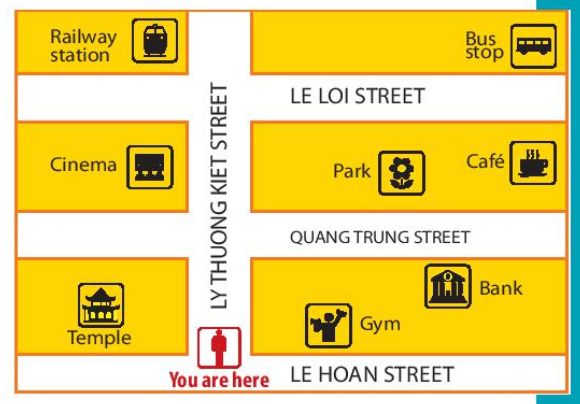 Railway
station
Bus
stop
LE LOI STREET
LY THUONG KIET STREET
Cinema
Park
Café
QUANG TRUNG STREET
Temple
Gym
Bank
You are here
LE HOAN STREET